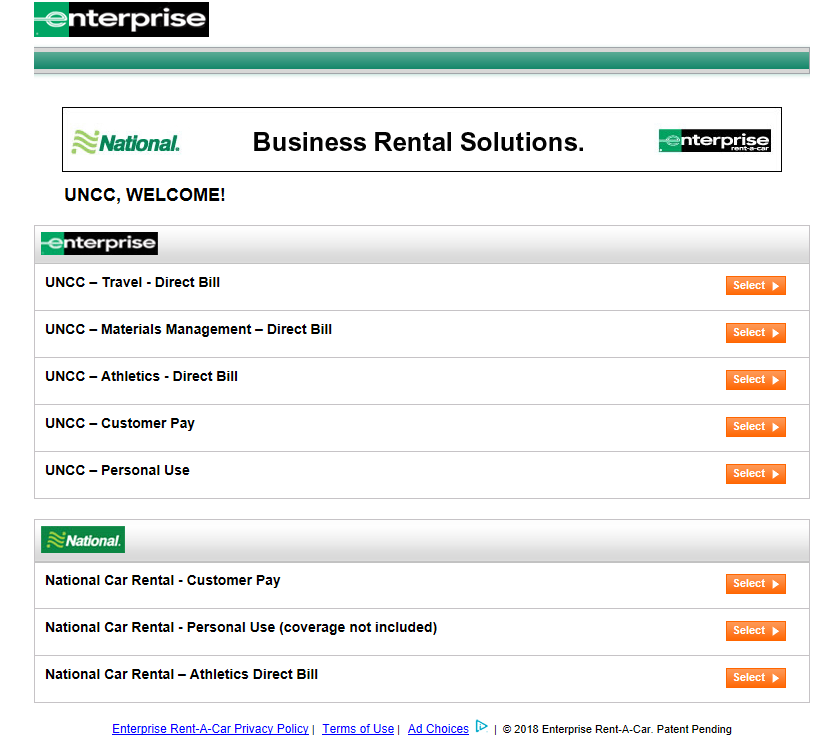 enterprise
National.
Business Rental Solutions.
enterprise
rent-a-car
UNCC, WELCOME!
enterprise
UNCC – Travel - Direct Bill Select
UNCC – Materials Management – Direct Bill Select
UNCC – Athletics - Direct Bill Select
UNCC – Customer Pay Select
UNCC – Personal Use Select
National.
National Car Rental - Customer Pay Select
National Car Rental - Personal Use (coverage not included) Select
National Car Rental – Athletics Direct Bill Select
Enterprise Rent-A-Car Privacy Policy | Terms of Use | Ad Choices | © 2018 Enterprise Rent-A-Car. Patent Pending